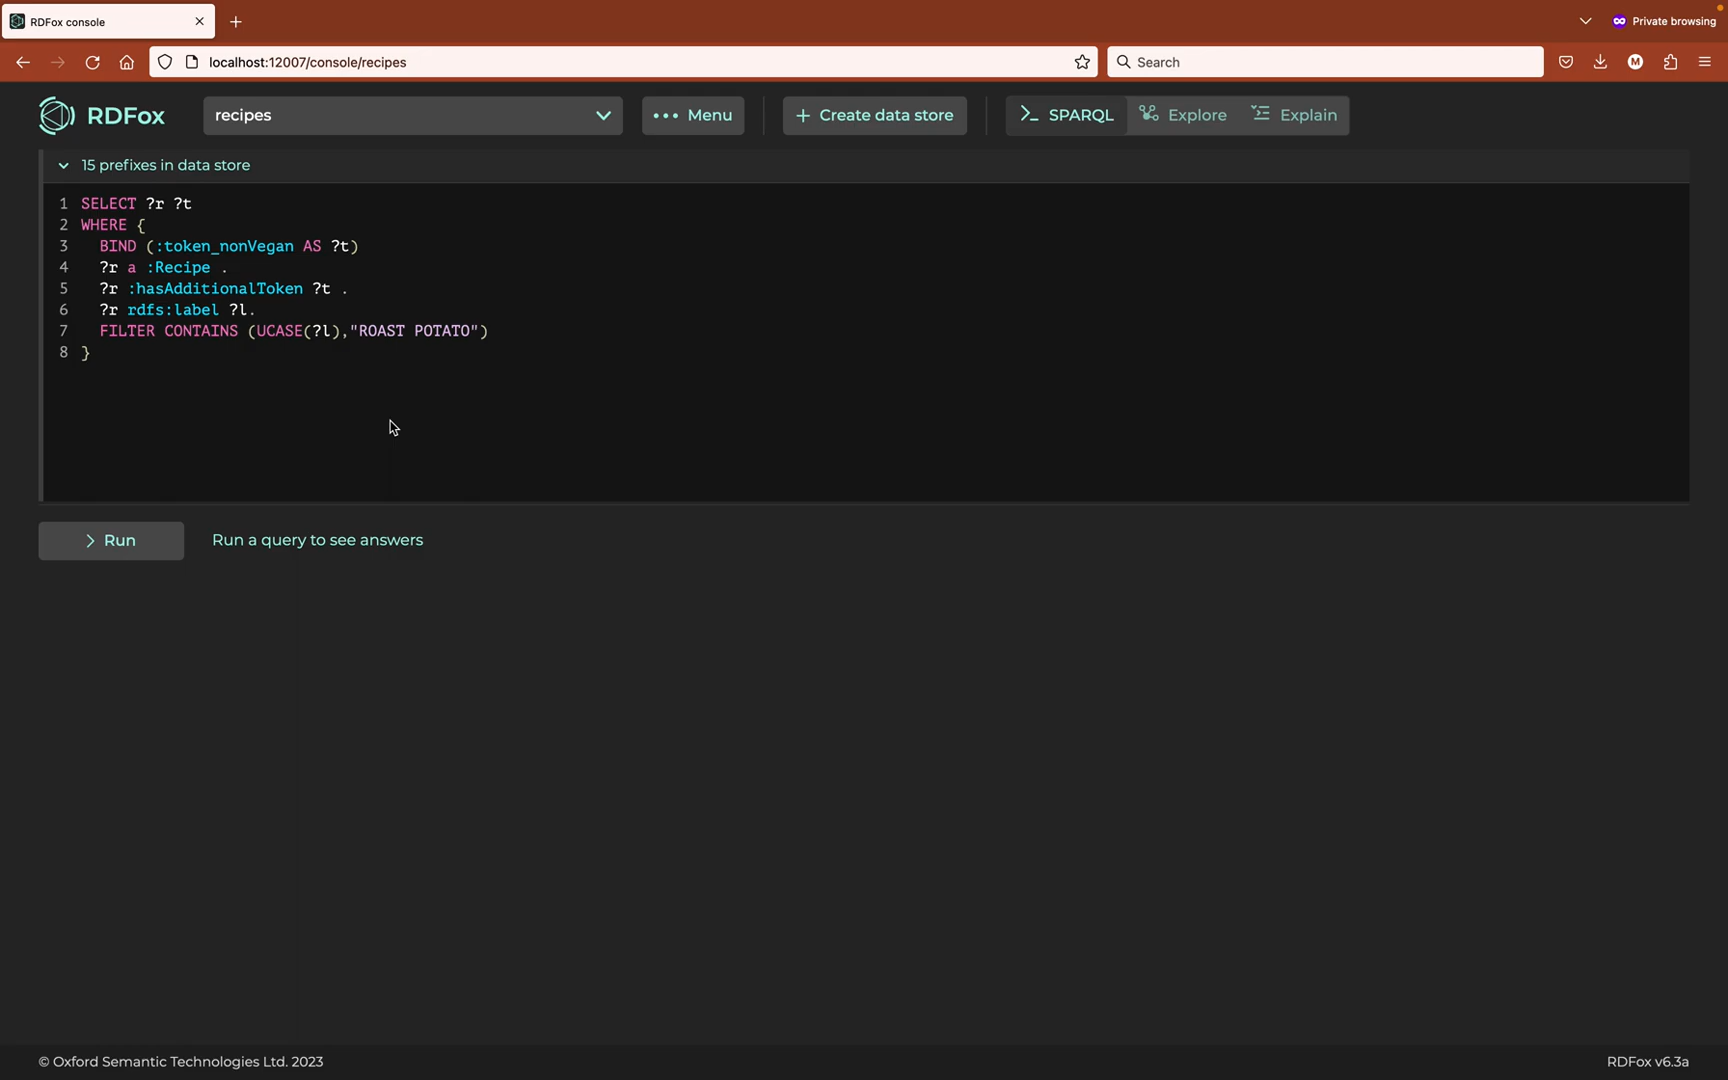 RDFox console
Private browsing
localhost:12007/console/recipes
Search
M
RDFox
recipes
Menu
Create data store
SPARQL
Explore
Explain
15 prefixes in data store
1 SELECT ?r ?t
2 WHERE {
3   BIND (:token_nonVegan AS ?t)
4   ?r a :Recipe .
5   ?r :hasAdditionalToken ?t .
6   ?r rdfs:label ?l.
7   FILTER CONTAINS (UCASE(?l),"ROAST POTATO")
8 }
Run
Run a query to see answers
© Oxford Semantic Technologies Ltd. 2023
RDFox v6.3a